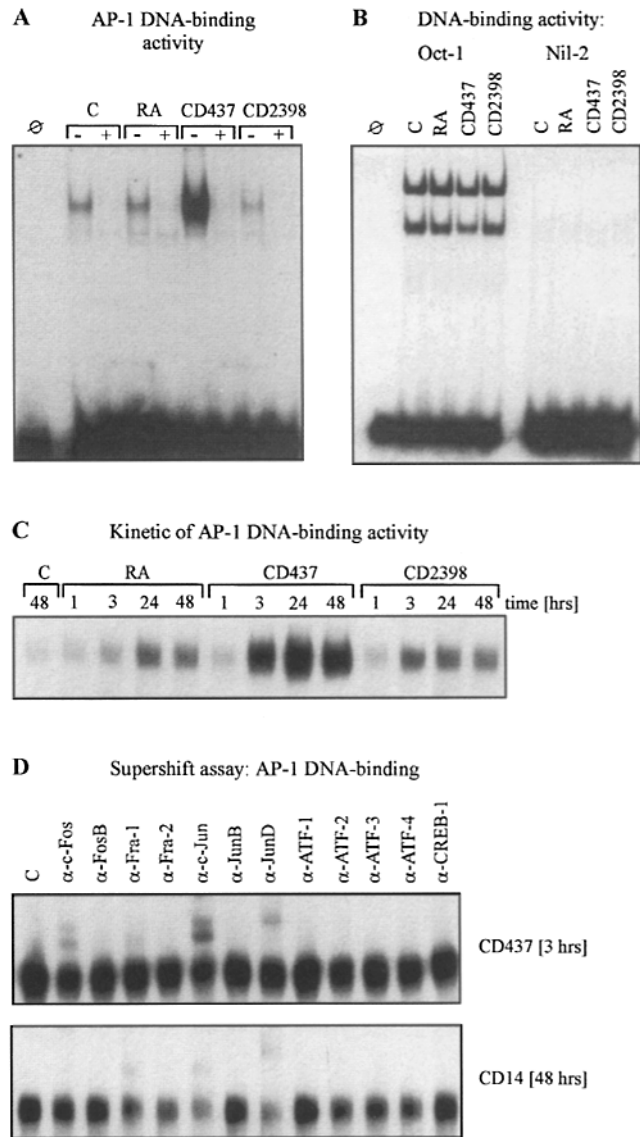 A AP-1 DNA-binding
activity
C RA CD437 CD2398
Ø - + - + - + - +
B DNA-binding activity:
Oct-1 Nil-2
Ø C RA CD437 CD2398 C RA CD437 CD2398
C Kinetic of AP-1 DNA-binding activity
C RA CD437 CD2398
48 1 3 24 48 1 3 24 48 1 3 24 48 time [hrs]
D Supershift assay: AP-1 DNA-binding
C α-c-Fos α-FosB α-Fra-1 α-Fra-2 α-c-Jun α-JunB α-JunD α-ATF-1 α-ATF-2 α-ATF-3 α-ATF-4 α-CREB-1
CD437 [3 hrs]
CD14 [48 hrs]